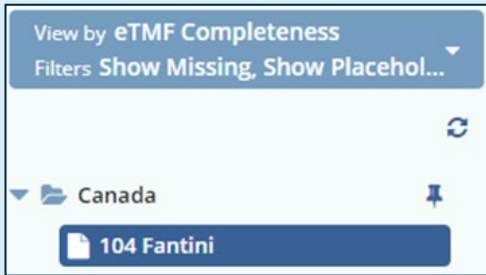 View by eTMF Completeness
Filters Show Missing, Show Placehol...
Canada
104 Fantini